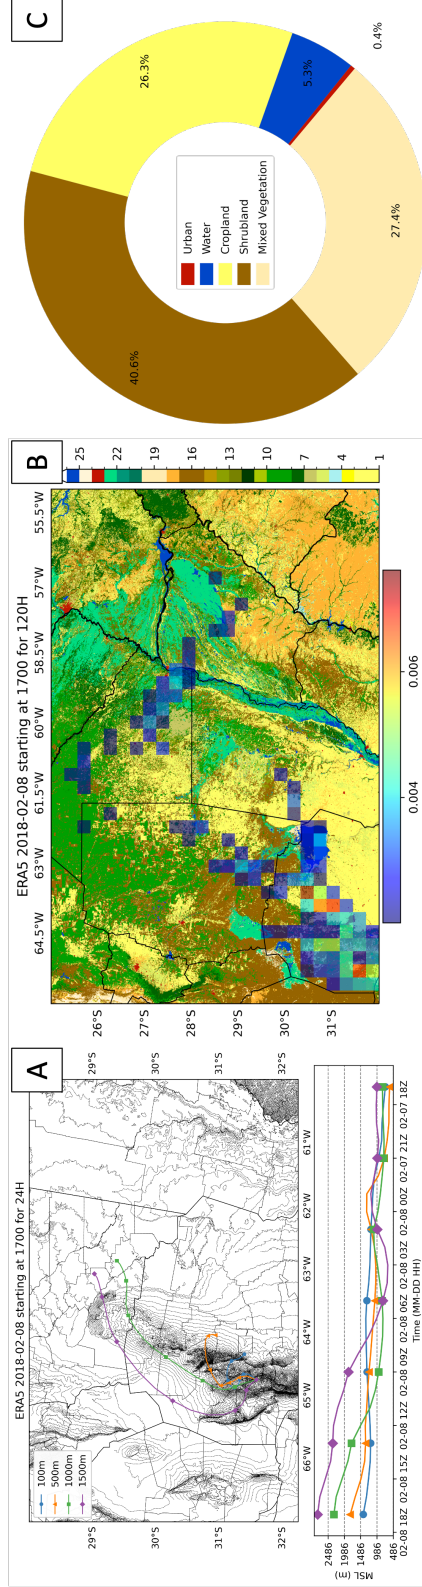 A
ERA5 2018-02-08 starting at 1700 for 24H
66°W 65°W 64°W 63°W 62°W 61°W
29°S 29°S
30°S 30°S
31°S 31°S
32°S 32°S
100m
500m
1000m
1500m
MSL (m)
2486
1986
1486
986
486
02-08 18Z 02-08 15Z 02-08 12Z 02-08 09Z 02-08 06Z 02-08 03Z 02-08 00Z 02-07 21Z 02-07 18Z
Time (MM-DD HH)
B
ERA5 2018-02-08 starting at 1700 for 120H
64.5°W 63°W 61.5°W 60°W 58.5°W 57°W 55.5°W
26°S
27°S
28°S
29°S
30°S
31°S
25
22
19
16
13
10
7
4
1
0.004 0.006
C
40.6%
26.3%
5.3%
0.4%
27.4%
Urban
Water
Cropland
Shrubland
Mixed Vegetation